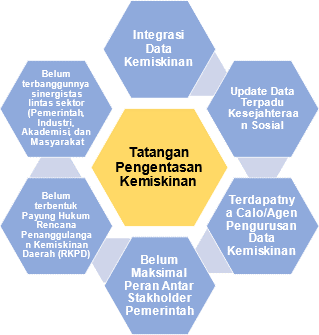 Integrasi
Data
Kemiskinan
Update Data
Terpadu
Kesejahteraa
n Sosial
Terdapatny
a Calo/Agen
Pengurusan
Data
Kemiskinan
Belum
Maksimal
Peran Antar
Stakholder
Pemerintah
Belum
terbentuk
Payung Hukum
Rencana
Penanggulanga
n Kemiskinan
Daerah (RKPD)
Belum
terbanggunnya
sinergistas
lintas sektor
(Pemerintah,
Industri,
Akademisi, dan
Masyarakat
Tatangan
Pengentasan
Kemiskinan